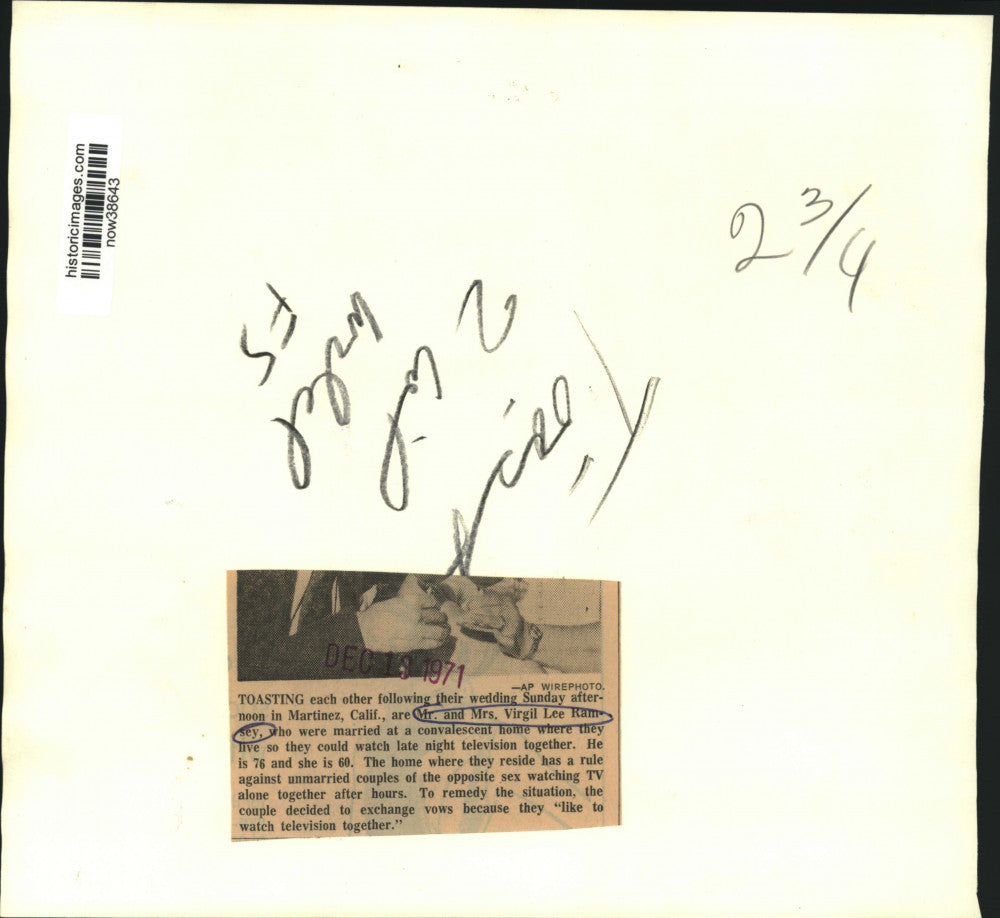 historicimages.com
now38643
2 3/4
DEC 13 1971
—AP WIREPHOTO.
TOASTING each other following their wedding Sunday after-
noon in Martinez, Calif., are Mr. and Mrs. Virgil Lee Ram-
sey, who were married at a convalescent home where they
live so they could watch late night television together. He
is 76 and she is 60. The home where they reside has a rule
against unmarried couples of the opposite sex watching TV
alone together after hours. To remedy the situation, the
couple decided to exchange vows because they “like to
watch television together.”